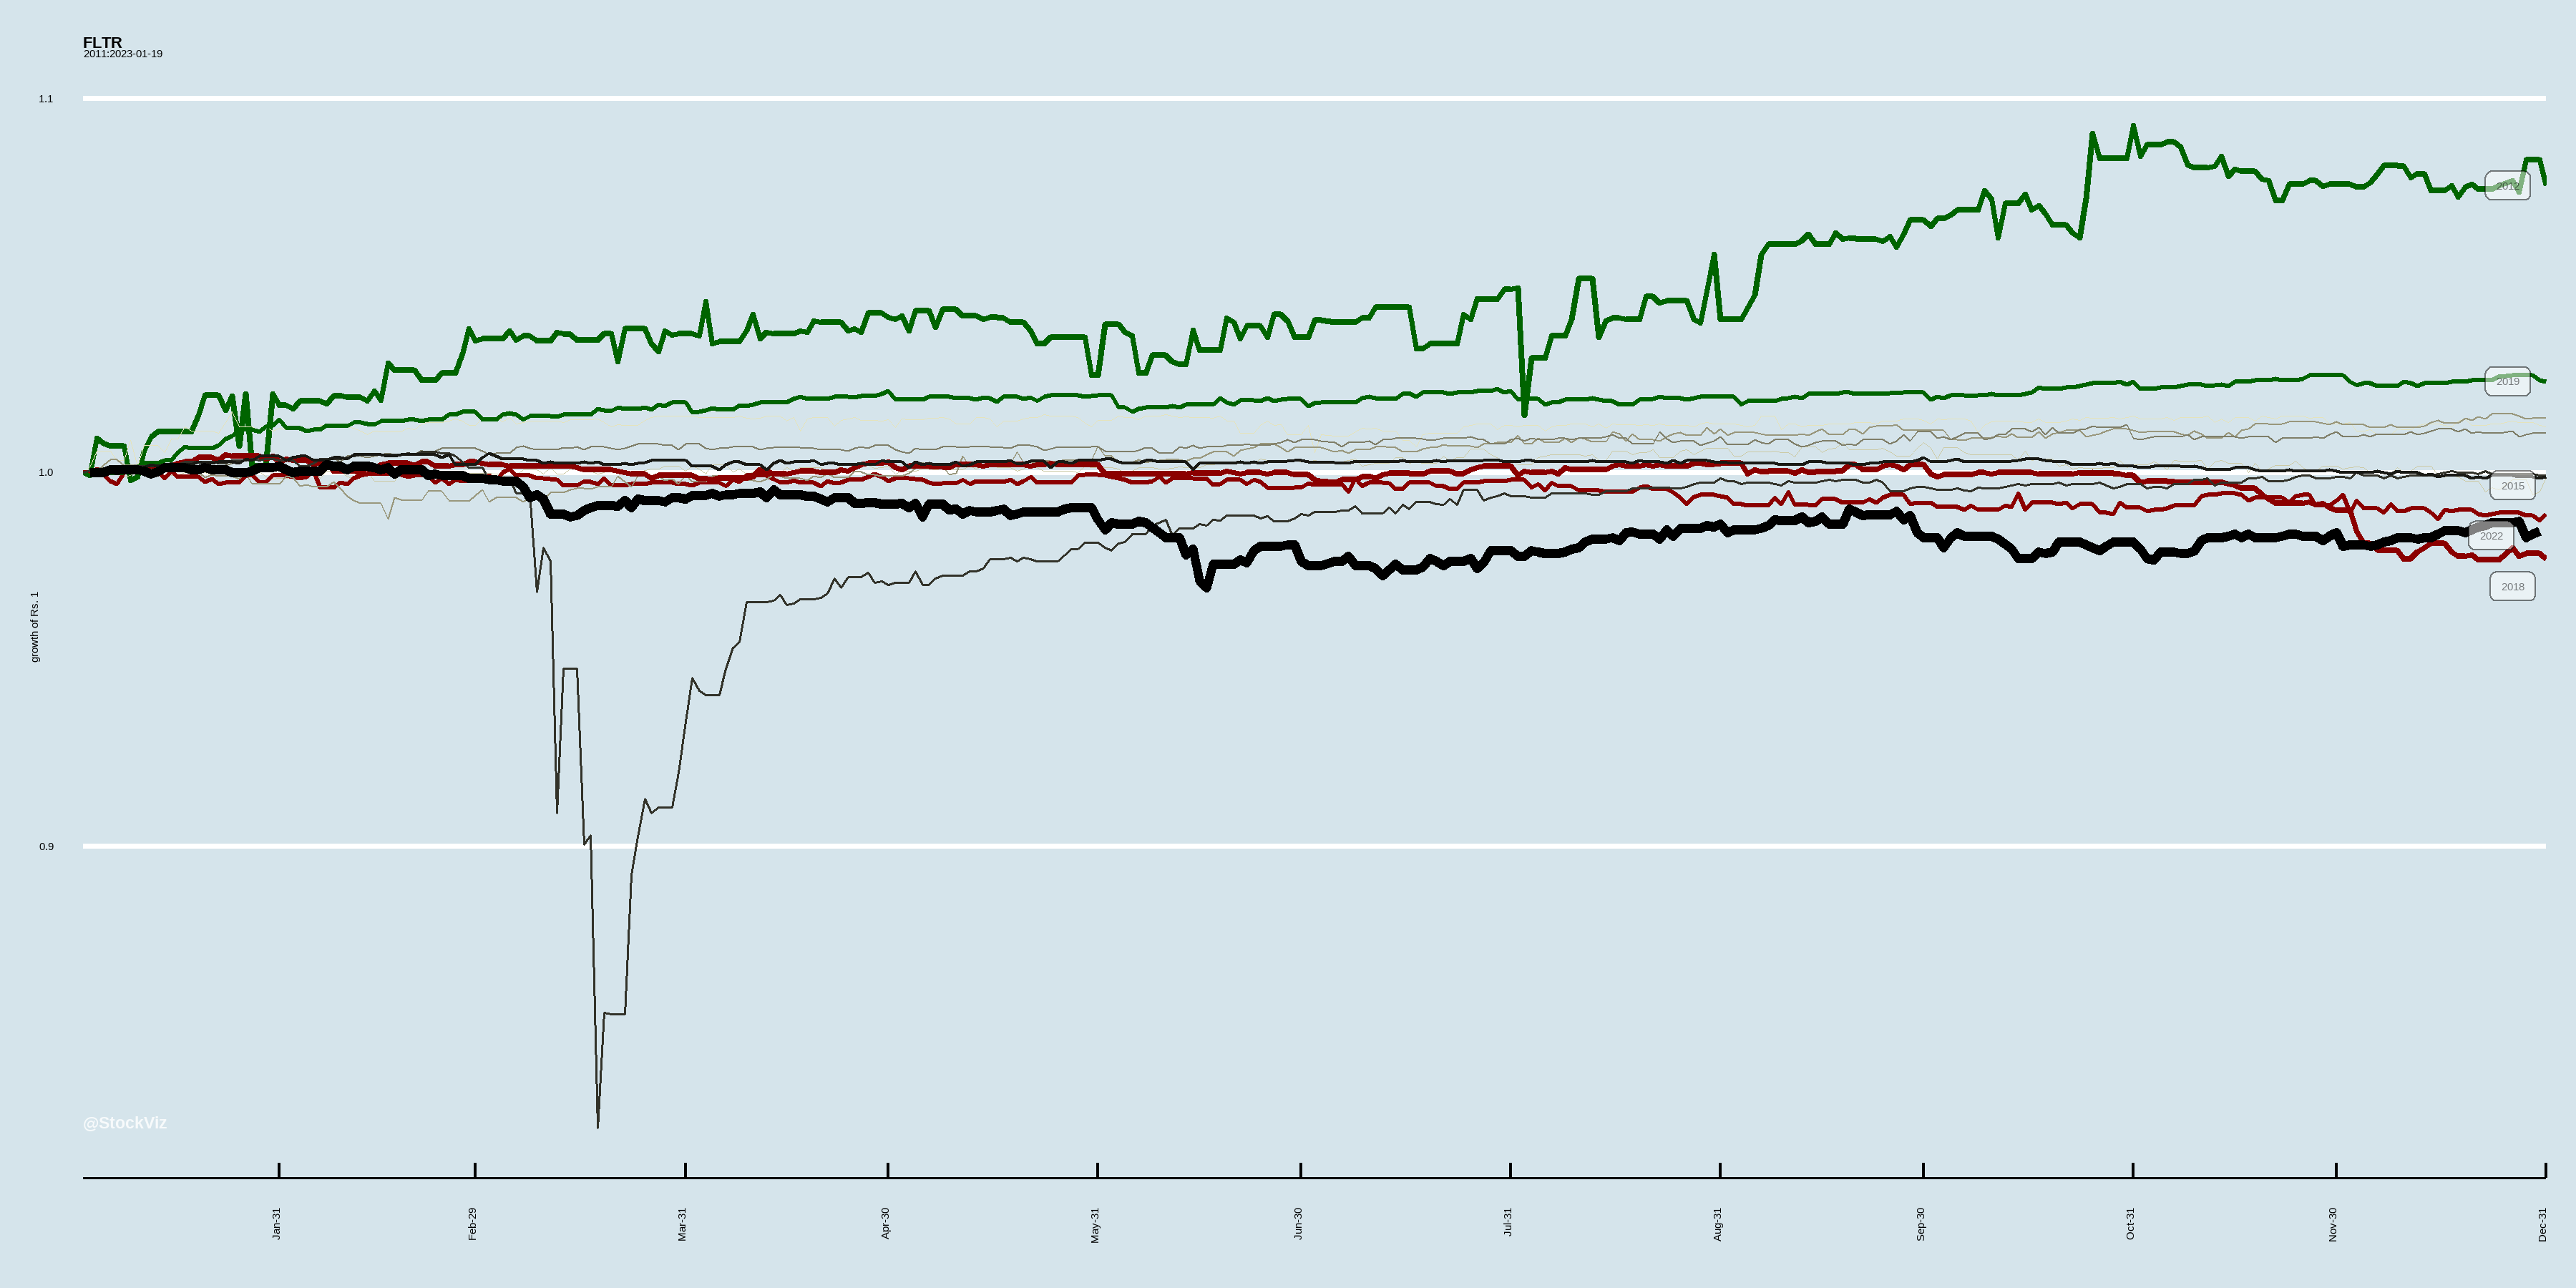 FLTR
2011:2023-01-19
1.1
1.0
0.9
growth of Rs. 1
2012
2019
2015
2022
2018
@StockViz
Jan-31
Feb-29
Mar-31
Apr-30
May-31
Jun-30
Jul-31
Aug-31
Sep-30
Oct-31
Nov-30
Dec-31